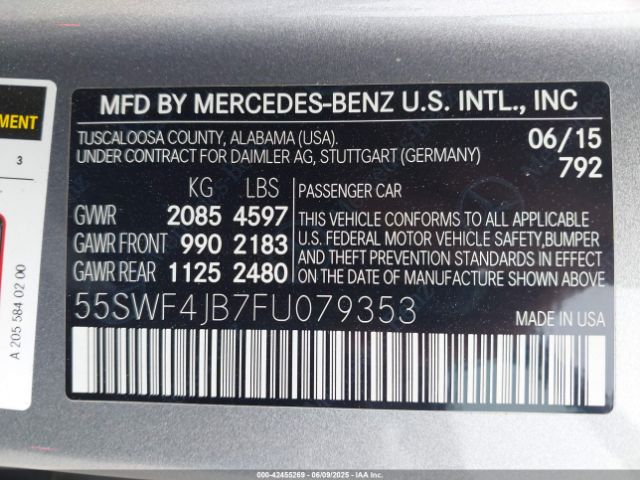 MENT
3
A 205 584 02 00
MFD BY MERCEDES-BENZ U.S. INTL., INC
TUSCALOOSA COUNTY, ALABAMA (USA). 06/15
UNDER CONTRACT FOR DAIMLER AG, STUTTGART (GERMANY) 792
KG LBS PASSENGER CAR
GVWR 2085 4597 THIS VEHICLE CONFORMS TO ALL APPLICABLE
GAWR FRONT 990 2183 U.S. FEDERAL MOTOR VEHICLE SAFETY,BUMPER
AND THEFT PREVENTION STANDARDS IN EFFECT
GAWR REAR 1125 2480 ON THE DATE OF MANUFACTURE SHOWN ABOVE.
55SWF4JB7FU079353 MADE IN USA
000-42455269 - 06/09/2025 - IAAI.COM